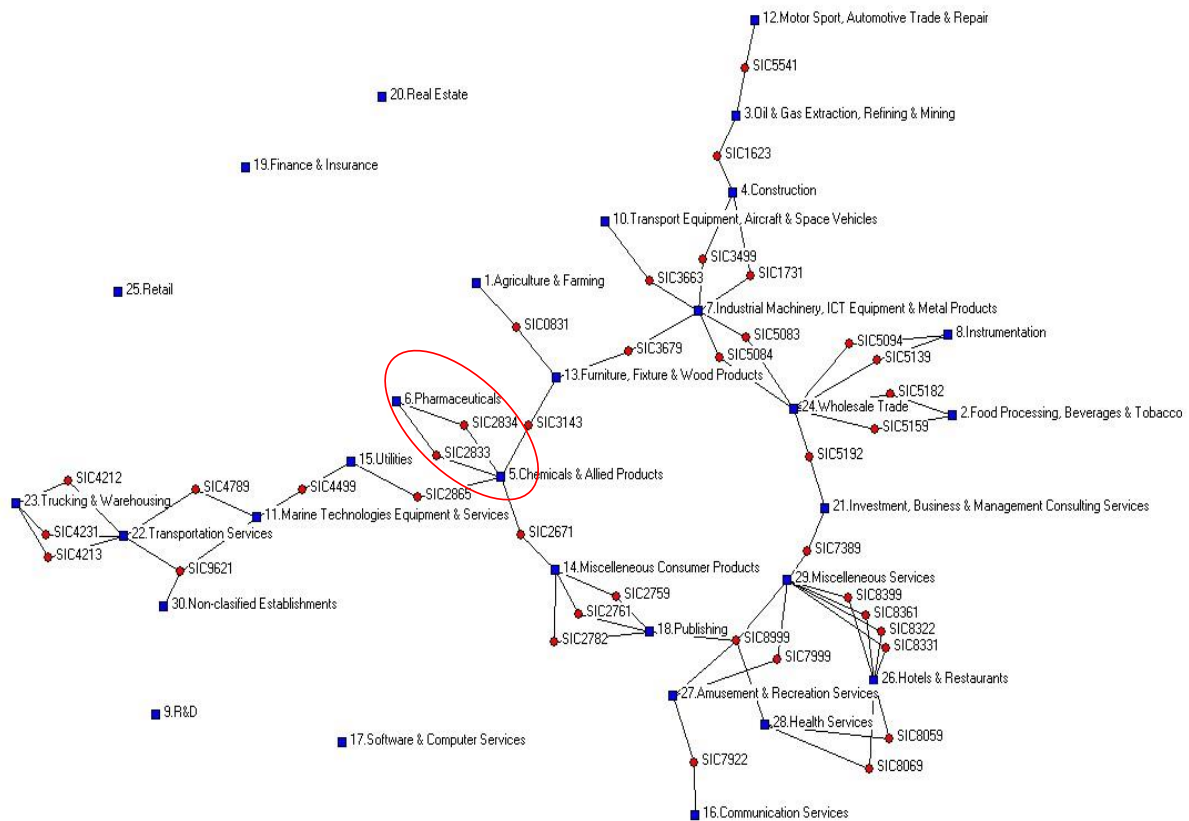 12.Motor Sport, Automotive Trade & Repair
SIC5541
20.Real Estate
3.Oil & Gas Extraction, Refining & Mining
SIC1623
19.Finance & Insurance
4.Construction
10.Transport Equipment, Aircraft & Space Vehicles
SIC3499
SIC1731
SIC3663
1.Agriculture & Farming
25.Retail
7.Industrial Machinery, ICT Equipment & Metal Products
SIC0831
SIC5083
SIC5094
8.Instrumentation
SIC3679
SIC5084
SIC5139
13.Furniture, Fixture & Wood Products
SIC5182
6.Pharmaceuticals
24.Wholesale Trade
2.Food Processing, Beverages & Tobacco
SIC2834
SIC3143
SIC5159
SIC2833
SIC5192
15.Utilities
5.Chemicals & Allied Products
SIC4212
SIC4789
SIC4499
SIC2865
23.Trucking & Warehousing
21.Investment, Business & Management Consulting Services
11.Marine Technologies Equipment & Services
SIC4231
22.Transportation Services
SIC2671
SIC4213
SIC7389
SIC9621
14.Miscelleneous Consumer Products
29.Miscelleneous Services
SIC2759
SIC8399
30.Non-clasified Establishments
SIC2761
SIC8361
18.Publishing
SIC8322
SIC2782
SIC8999
SIC8331
SIC7999
26.Hotels & Restaurants
27.Amusement & Recreation Services
9.R&D
28.Health Services
17.Software & Computer Services
SIC8059
SIC7922
SIC8069
16.Communication Services